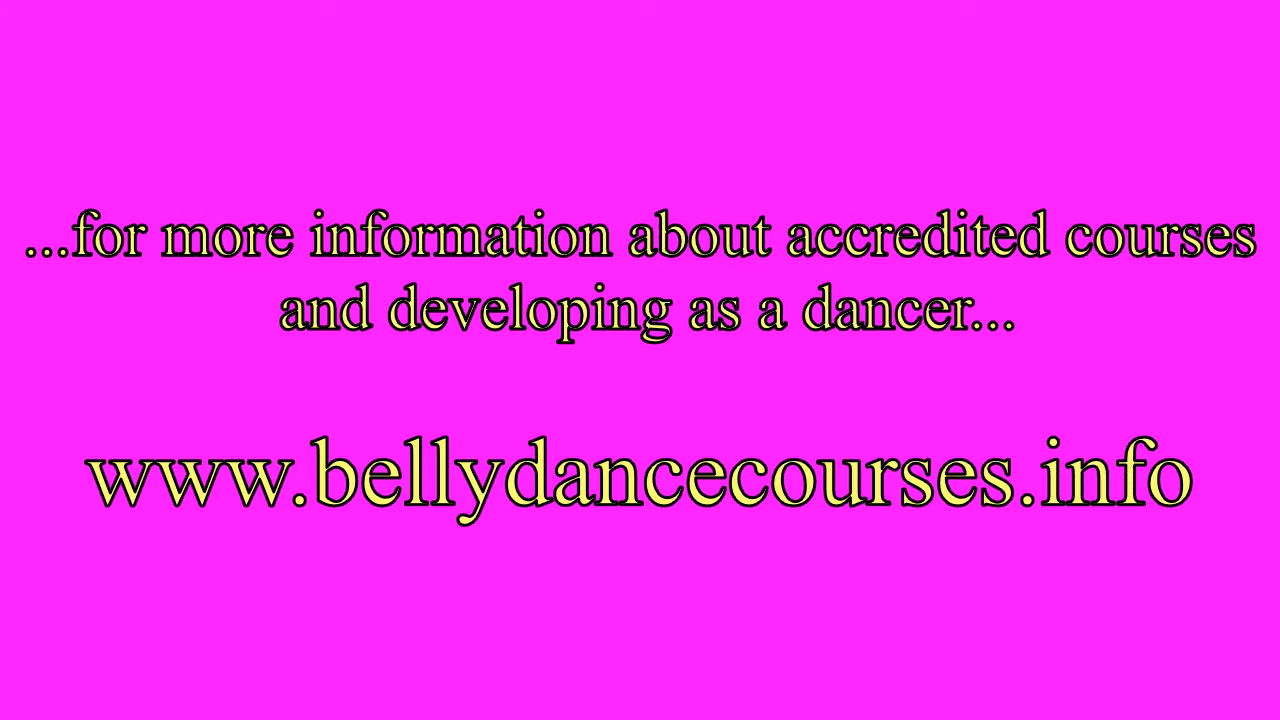 ...for more information about accredited courses
and developing as a dancer...
www.bellydancecourses.info